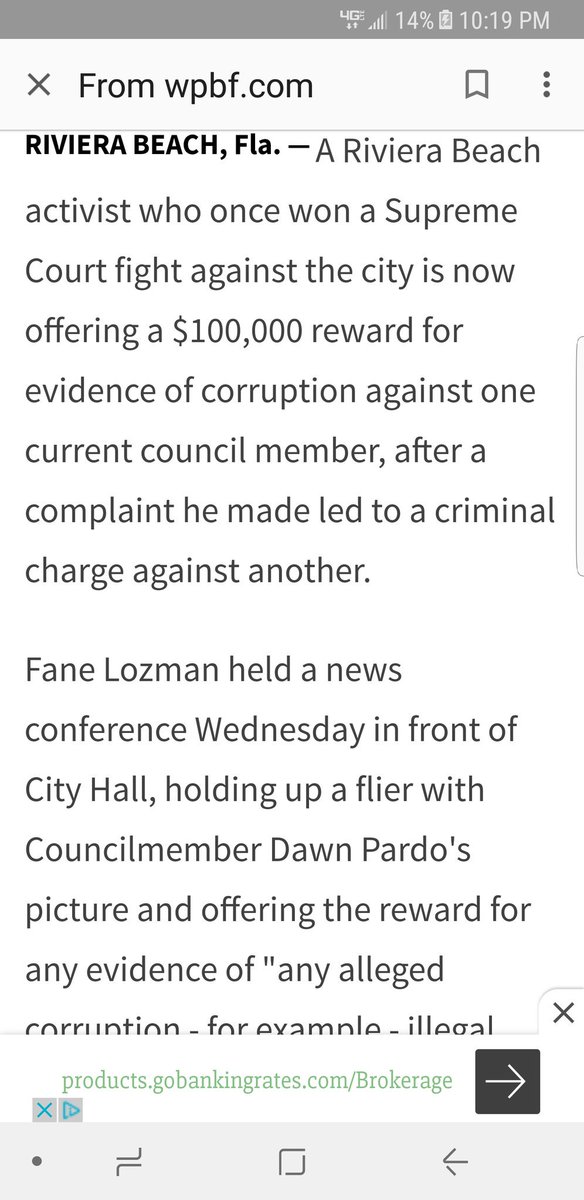 4GE 14% 10:19 PM
From wpbf.com
RIVIERA BEACH, Fla. — A Riviera Beach
activist who once won a Supreme
Court fight against the city is now
offering a $100,000 reward for
evidence of corruption against one
current council member, after a
complaint he made led to a criminal
charge against another.
Fane Lozman held a news
conference Wednesday in front of
City Hall, holding up a flier with
Councilmember Dawn Pardo's
picture and offering the reward for
any evidence of "any alleged
corruption - for example - illegal
products.gobankingrates.com/Brokerage